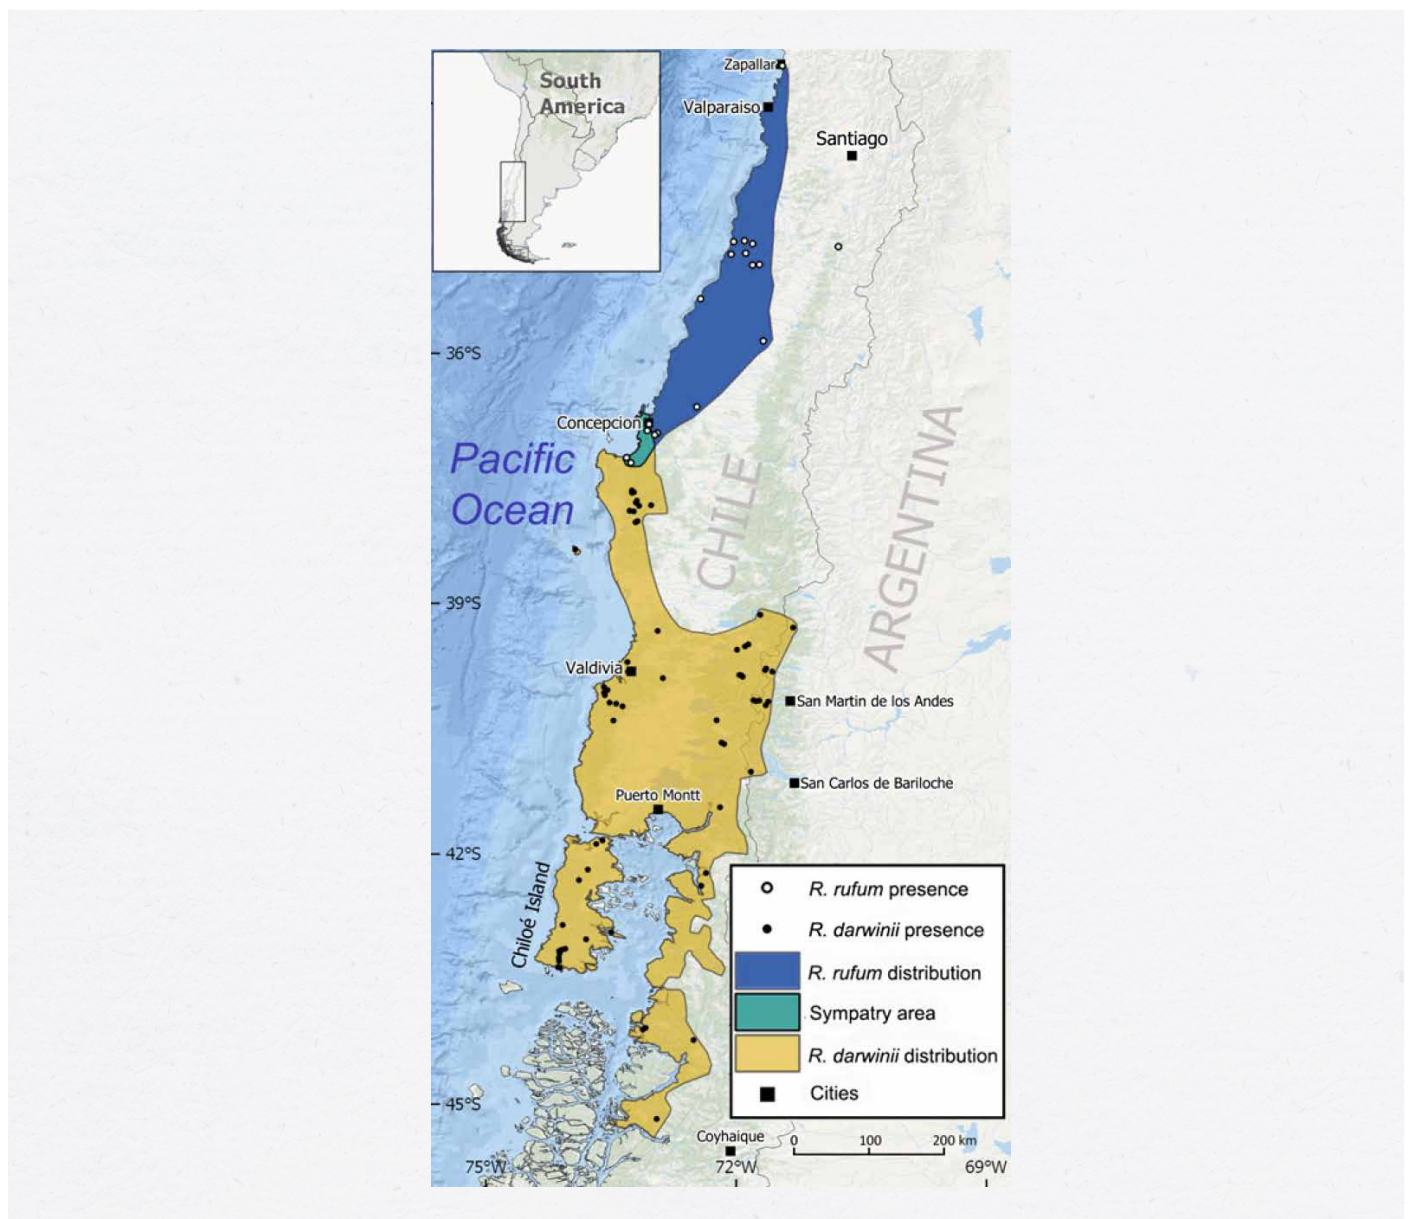 South
America
Zapallar
Valparaiso
Santiago
36°S
Concepcion
Pacific
Ocean
CHILE
ARGENTINA
39°S
Valdivia
San Martin de los Andes
San Carlos de Bariloche
Puerto Montt
42°S
Chiloé Island
R. rufum presence
R. darwinii presence
R. rufum distribution
Sympatry area
R. darwinii distribution
Cities
45°S
Coyhaique
0 100 200 km
75°W 72°W 69°W